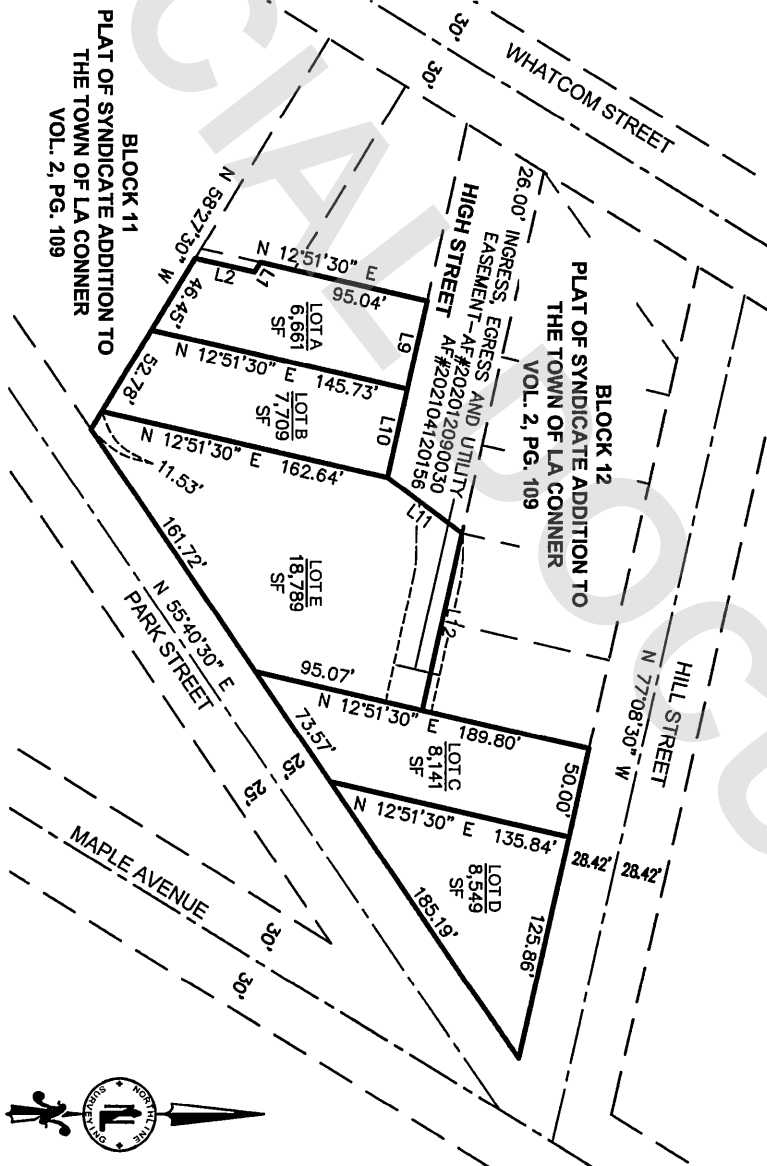 WHATCOM STREET
30'
30'
BLOCK 11
PLAT OF SYNDICATE ADDITION TO
THE TOWN OF LA CONNER
VOL. 2, PG. 109
BLOCK 12
PLAT OF SYNDICATE ADDITION TO
THE TOWN OF LA CONNER
VOL. 2, PG. 109
26.00' INGRESS, EGRESS AND UTILITY
EASEMENT-AF#202012090030
AF#202104120156
HIGH STREET
HILL STREET
N 77°08'30" W
28.42'
28.42'
N 58°27'30" W
46.45'
52.78'
N 12°51'30" E
95.04'
L2
L7
L9
LOT A
6,661
SF
N 12°51'30" E 145.73'
L10
LOT B
7,709
SF
N 12°51'30" E 162.64'
L11
11.53'
LOT E
18,789
SF
L12
161.72'
95.07'
N 12°51'30" E 189.80'
73.57'
50.00'
LOT C
8,141
SF
N 12°51'30" E 135.84'
LOT D
8,549
SF
125.86'
185.19'
N 55°40'30" E
PARK STREET
25'
25'
MAPLE AVENUE
30'
30'
NORTHLINE
SURVEYING
CIAL DOCU